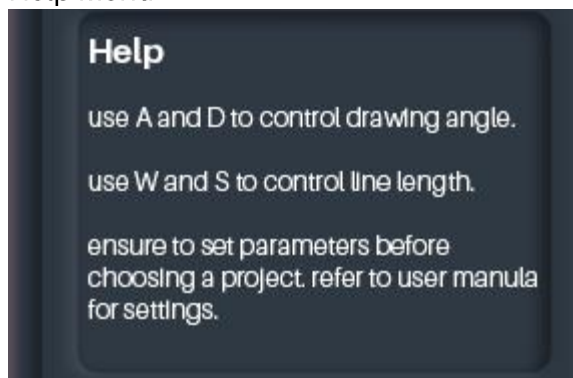 Help
use A and D to control drawing angle.
use W and S to control line length.
ensure to set parameters before
choosing a project. refer to user manula
for settings.